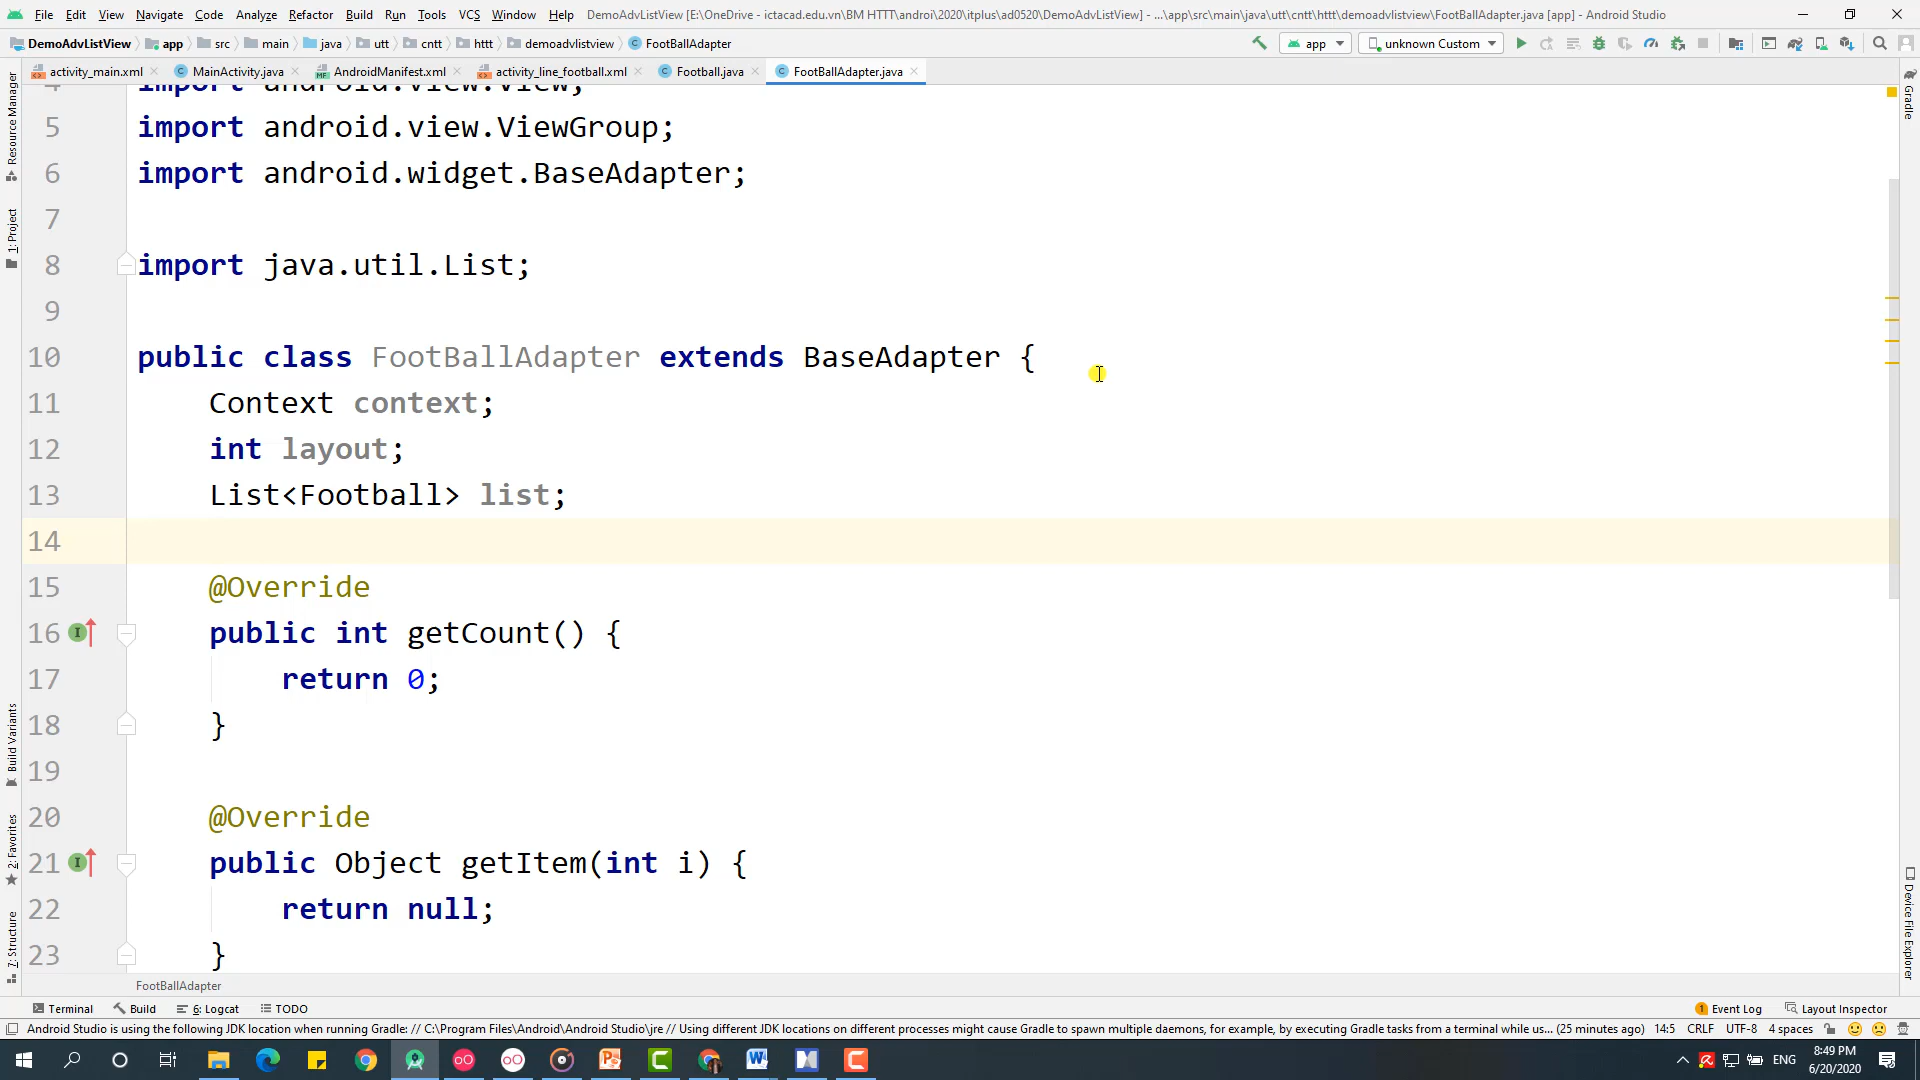 File Edit View Navigate Code Analyze Refactor Build Run Tools VCS Window Help DemoAdvListView [E:\OneDrive - ictacad.edu.vn\BM HTTT\androi\2020\itplus\ad0520\DemoAdvListView] - ...\app\src\main\java\utt\cntt\httt\demoadvlistview\FootBallAdapter.java [app] - Android Studio
DemoAdvListView app src main java utt cntt httt demoadvlistview FootBallAdapter app unknown Custom
activity_main.xml MainActivity.java AndroidManifest.xml activity_line_football.xml Football.java FootBallAdapter.java
Resource Manager
1: Project
Build Variants
2: Favorites
7: Structure
4 import android.view.View;
5 import android.view.ViewGroup;
6 import android.widget.BaseAdapter;
7
8 import java.util.List;
9
10 public class FootBallAdapter extends BaseAdapter {
11 Context context;
12 int layout;
13 List<Football> list;
14
15 @Override
16 public int getCount() {
17 return 0;
18 }
19
20 @Override
21 public Object getItem(int i) {
22 return null;
23 }
Gradle
Device File Explorer
FootBallAdapter
Terminal Build 6: Logcat TODO 1 Event Log Layout Inspector
Android Studio is using the following JDK location when running Gradle: // C:\Program Files\Android\Android Studio\jre // Using different JDK locations on different processes might cause Gradle to spawn multiple daemons, for example, by executing Gradle tasks from a terminal while us... (25 minutes ago) 14:5 CRLF UTF-8 4 spaces
ENG 8:49 PM
6/20/2020